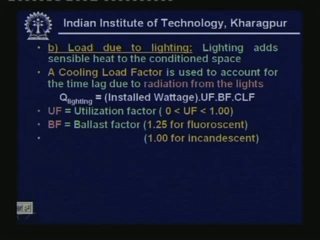 Indian Institute of Technology, Kharagpur
• b) Load due to lighting: Lighting adds
sensible heat to the conditioned space
• A Cooling Load Factor is used to account for
the time lag due to radiation from the lights
Qlighting = (Installed Wattage).UF.BF.CLF
• UF = Utilization factor ( 0 < UF < 1.00)
• BF = Ballast factor (1.25 for fluoroscent)
• (1.00 for incandescent)